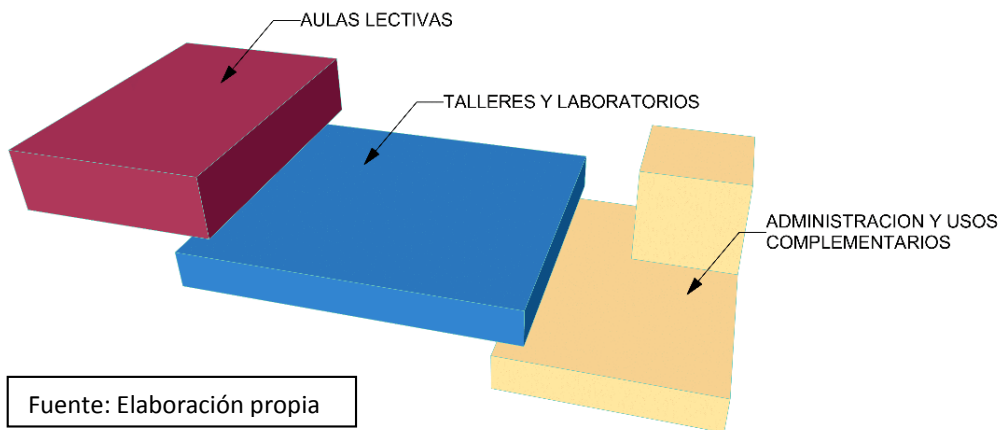 AULAS LECTIVAS
TALLERES Y LABORATORIOS
ADMINISTRACION Y USOS
COMPLEMENTARIOS
Fuente: Elaboración propia